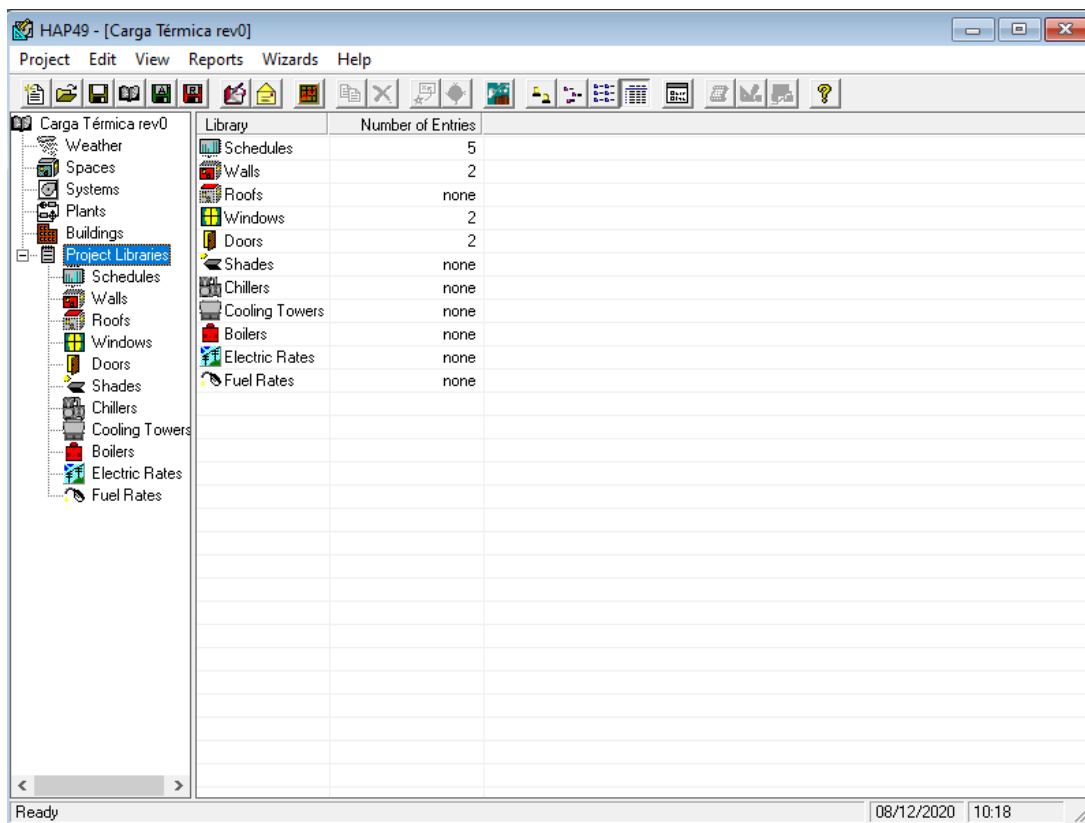 HAP49 - [Carga Térmica rev0]
Project Edit View Reports Wizards Help
Carga Térmica rev0
Weather
Spaces
Systems
Plants
Buildings
Project Libraries
Schedules
Walls
Roofs
Windows
Doors
Shades
Chillers
Cooling Towers
Boilers
Electric Rates
Fuel Rates
Library Number of Entries
Schedules 5
Walls 2
Roofs none
Windows 2
Doors 2
Shades none
Chillers none
Cooling Towers none
Boilers none
Electric Rates none
Fuel Rates none
Ready 08/12/2020 10:18